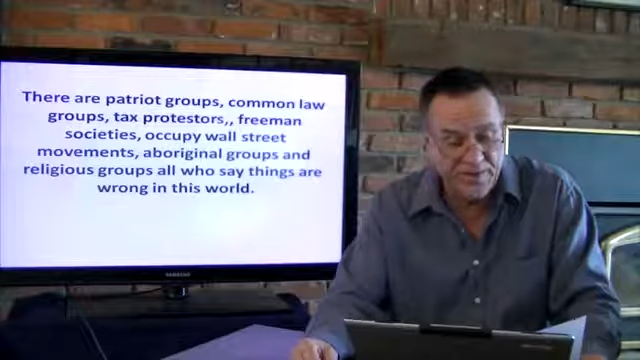 There are patriot groups, common law
groups, tax protestors,, freeman
societies, occupy wall street
movements, aboriginal groups and
religious groups all who say things are
wrong in this world.
SAMSUNG